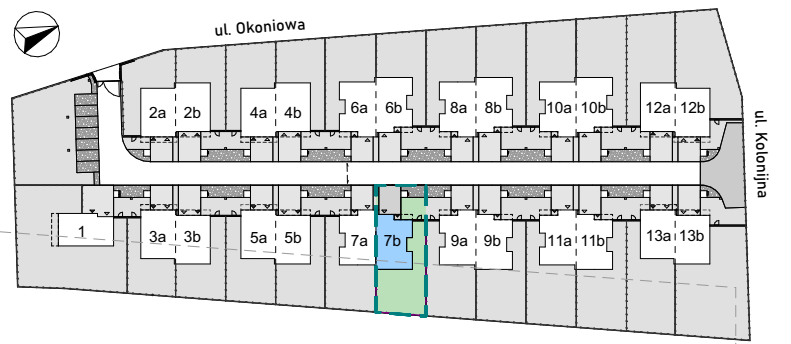 ul. Okoniowa
ul. Kolonijna
2a 2b 4a 4b 6a 6b 8a 8b 10a 10b 12a 12b
1 3a 3b 5a 5b 7a 7b 9a 9b 11a 11b 13a 13b